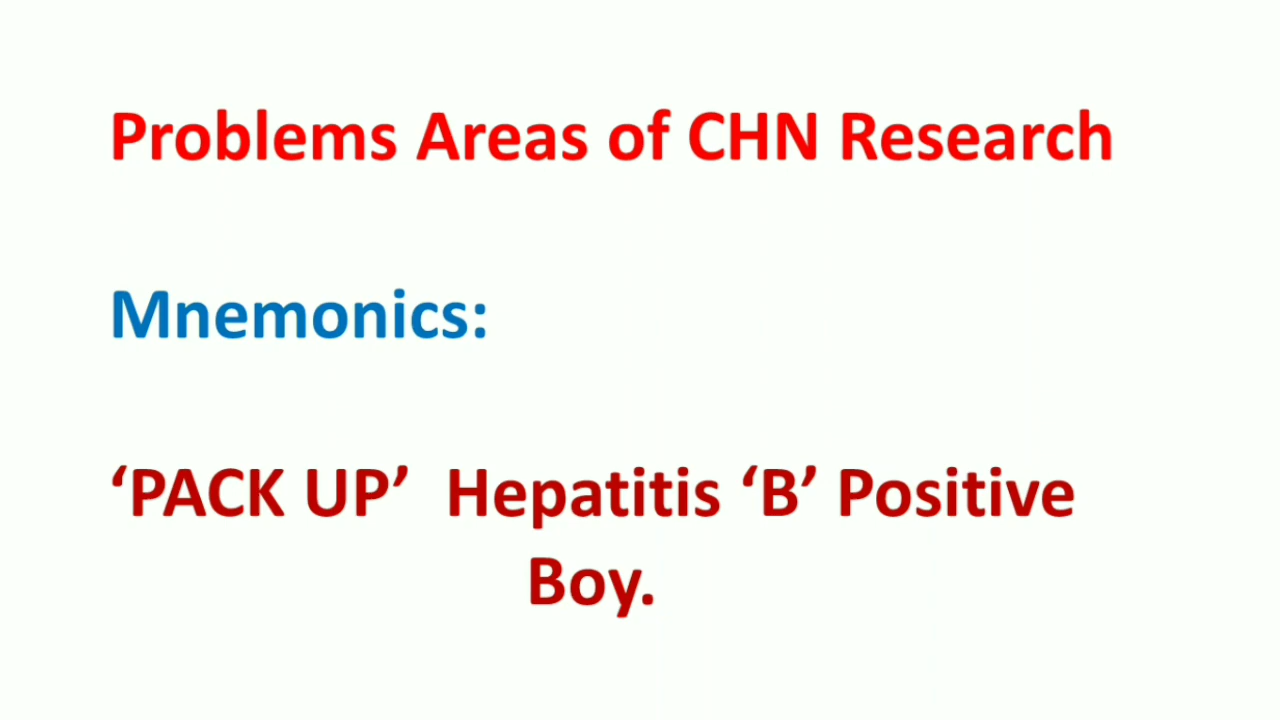 Problems Areas of CHN Research
Mnemonics:
‘PACK UP’ Hepatitis ‘B’ Positive
Boy.